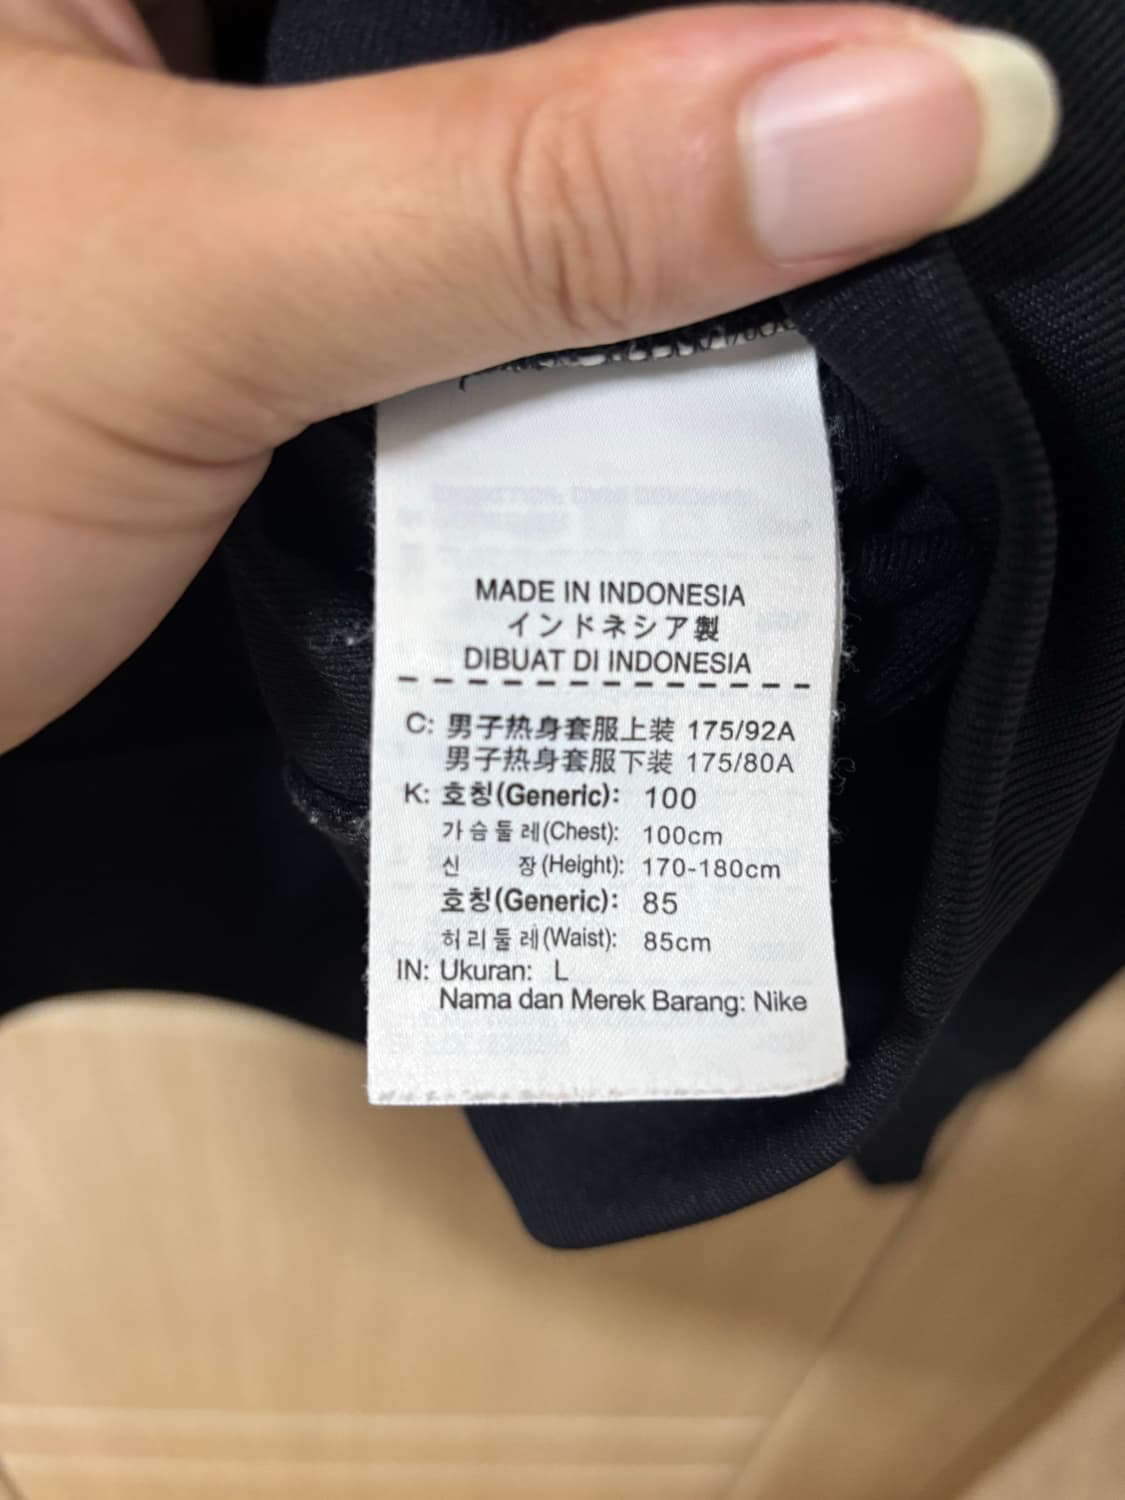 MADE IN INDONESIA
インドネシア製
DIBUAT DI INDONESIA
C: 男子热身套服上装 175/92A
男子热身套服下装 175/80A
K: 호칭(Generic): 100
가슴둘레(Chest): 100cm
신 장(Height): 170-180cm
호칭(Generic): 85
허리둘레(Waist): 85cm
IN: Ukuran: L
Nama dan Merek Barang: Nike